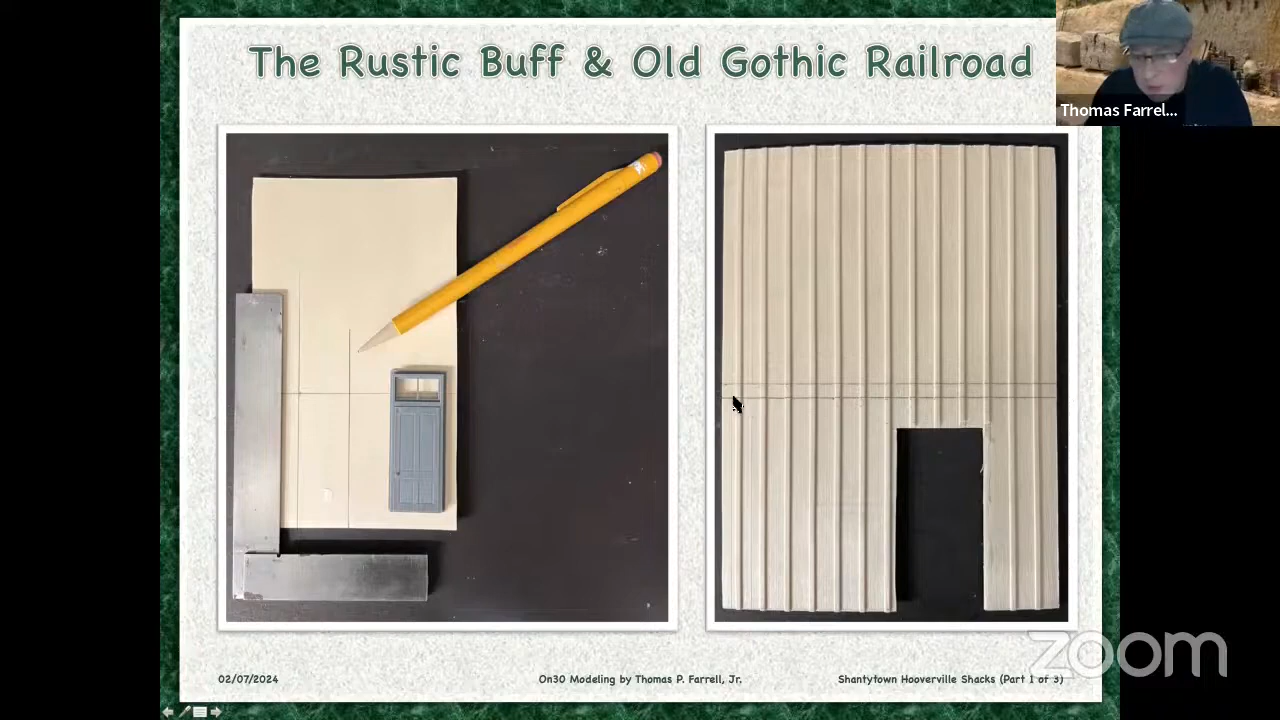 The Rustic Buff & Old Gothic Railroad
Thomas Farrel...
02/07/2024
On30 Modeling by Thomas P. Farrell, Jr.
Shantytown Hooverville Shacks (Part 1 of 3)
zoom